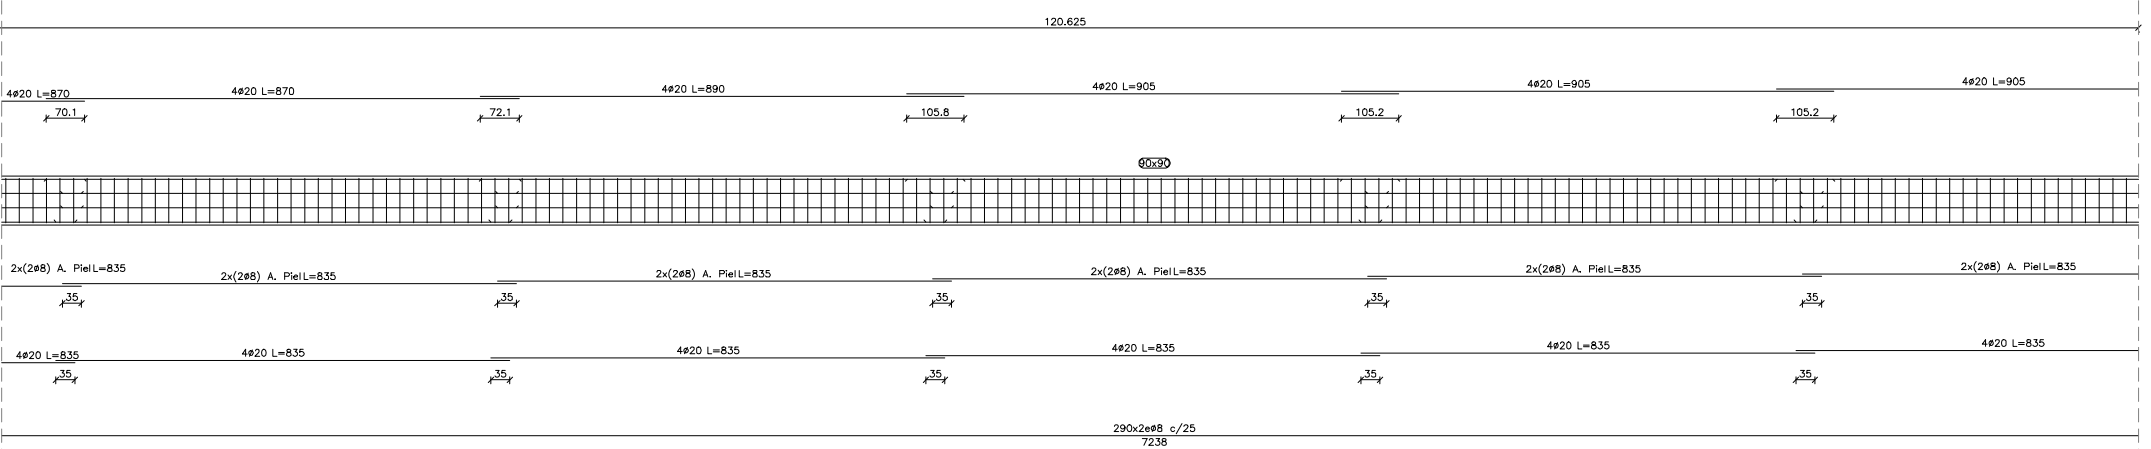 120.625
4ø20 L=870
4ø20 L=870
4ø20 L=890
4ø20 L=905
4ø20 L=905
4ø20 L=905
70.1
72.1
105.8
105.2
105.2
90x90
2x(2ø8) A. Piel L=835
2x(2ø8) A. Piel L=835
2x(2ø8) A. Piel L=835
2x(2ø8) A. Piel L=835
2x(2ø8) A. Piel L=835
2x(2ø8) A. Piel L=835
35
35
35
35
35
4ø20 L=835
4ø20 L=835
4ø20 L=835
4ø20 L=835
4ø20 L=835
4ø20 L=835
35
35
35
35
35
290x2eø8 c/25
7238